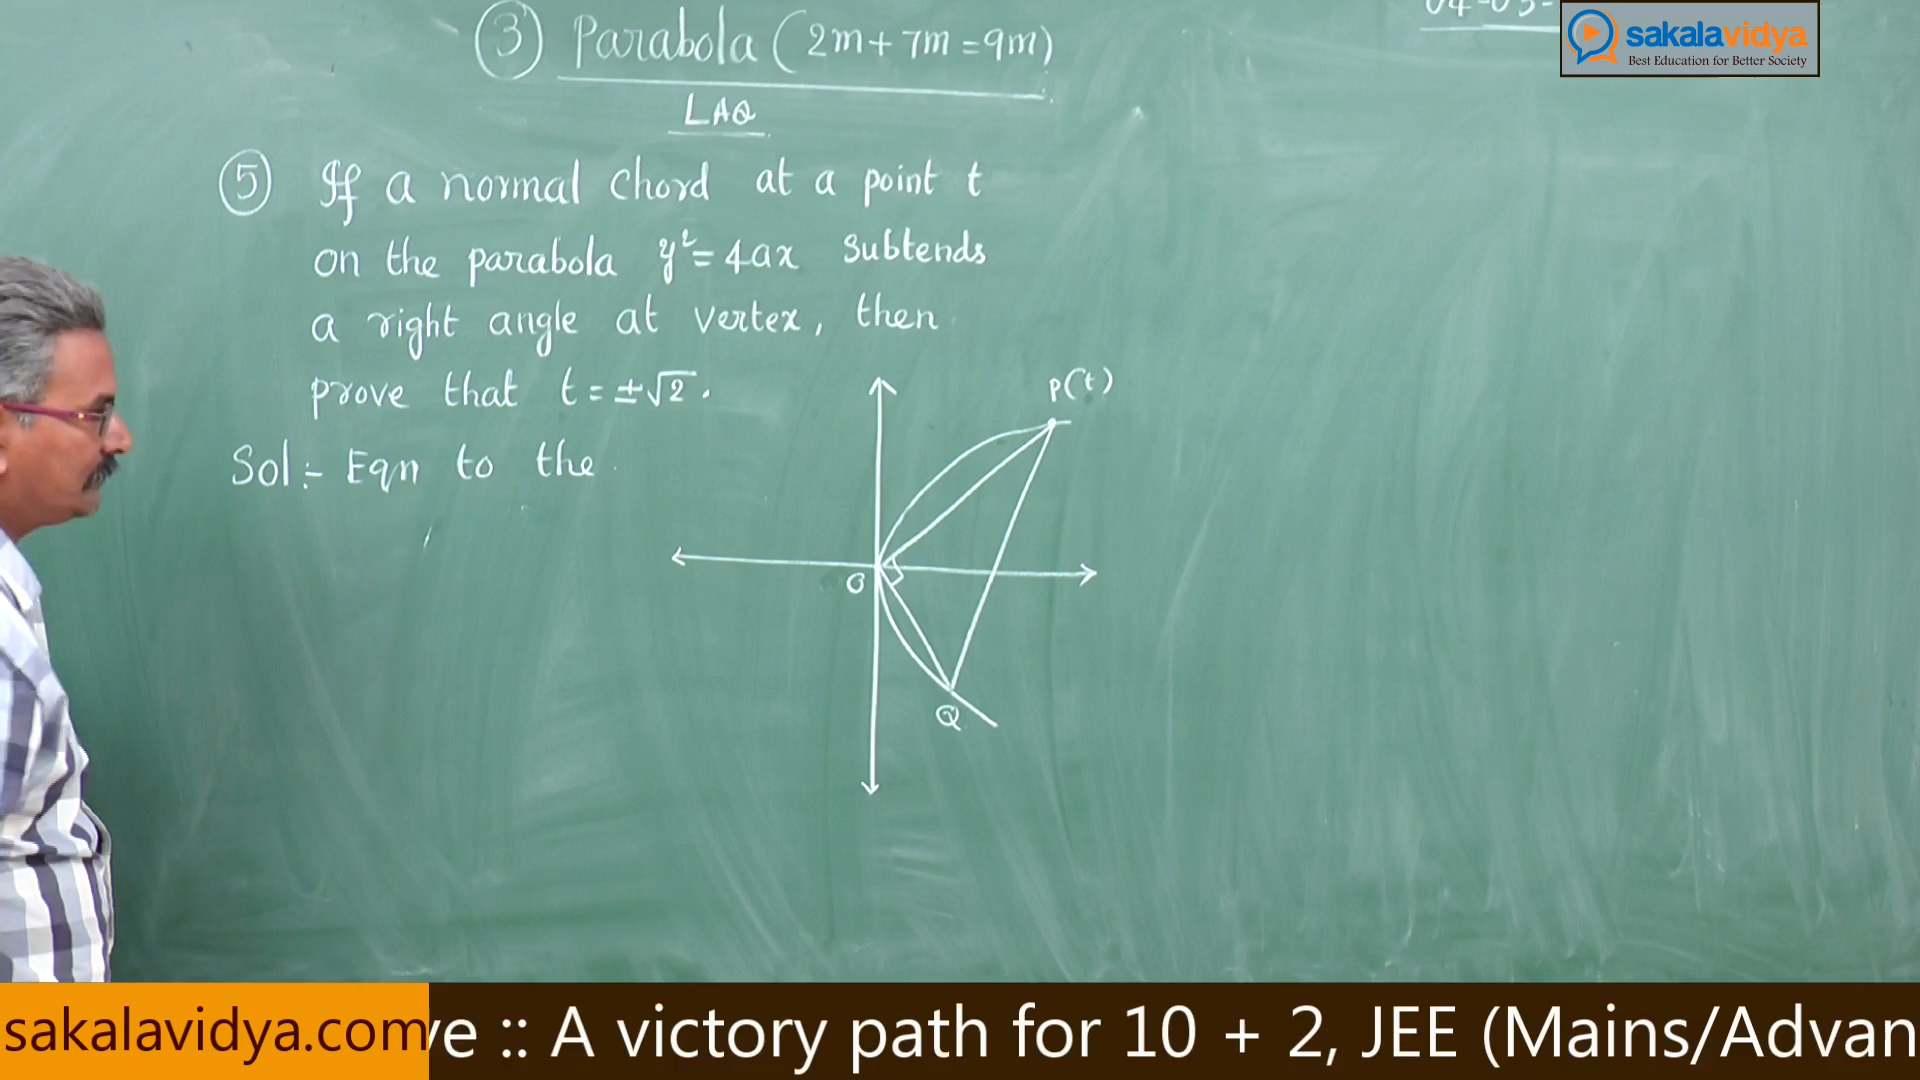 ③ Parabola (2m + 7m = 9m)
sakalavidya
Best Education for Better Society
LAQ
⑤ If a normal chord at a point t
on the parabola y² = 4ax subtends
a right angle at vertex, then
prove that t = ±√2.
P(t)
Sol :- Eqn to the
O
Q
sakalavidya.com
ve :: A victory path for 10 + 2, JEE (Mains/Advan